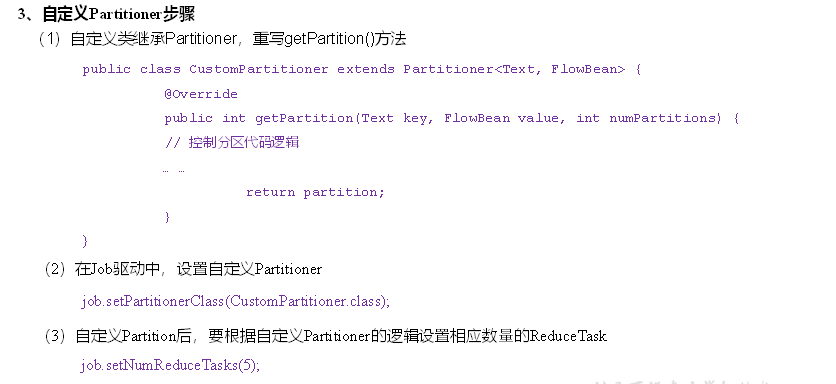 3、自定义Partitioner步骤
（1）自定义类继承Partitioner，重写getPartition()方法
public class CustomPartitioner extends Partitioner<Text, FlowBean> {
@Override
public int getPartition(Text key, FlowBean value, int numPartitions) {
// 控制分区代码逻辑
… …
return partition;
}
}
（2）在Job驱动中，设置自定义Partitioner
job.setPartitionerClass(CustomPartitioner.class);
（3）自定义Partition后，要根据自定义Partitioner的逻辑设置相应数量的ReduceTask
job.setNumReduceTasks(5);